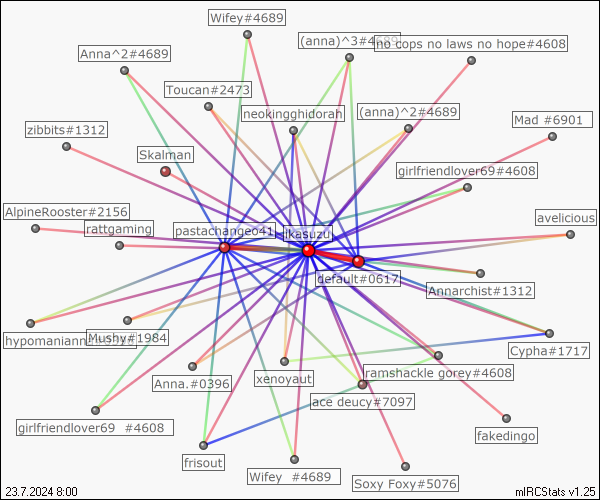 Wifey#4689
(anna)^3#4689
no cops no laws no hope#4608
Anna^2#4689
Toucan#2473
neokingghidorah
(anna)^2#4689
Mad #6901
zibbits#1312
Skalman
girlfriendlover69#4608
AlpineRooster#2156
avelicious
rattgaming
pastachangeo41
ikasuzu
default#0617
Annarchist#1312
hypomaniann
Mushy#1984
Cypha#1717
Anna.#0396
xenoyaut
ramshackle gorey#4608
ace deucy#7097
girlfriendlover69 #4608
fakedingo
frisout
Wifey #4689
Soxy Foxy#5076
23.7.2024 8:00
mIRCStats v1.25